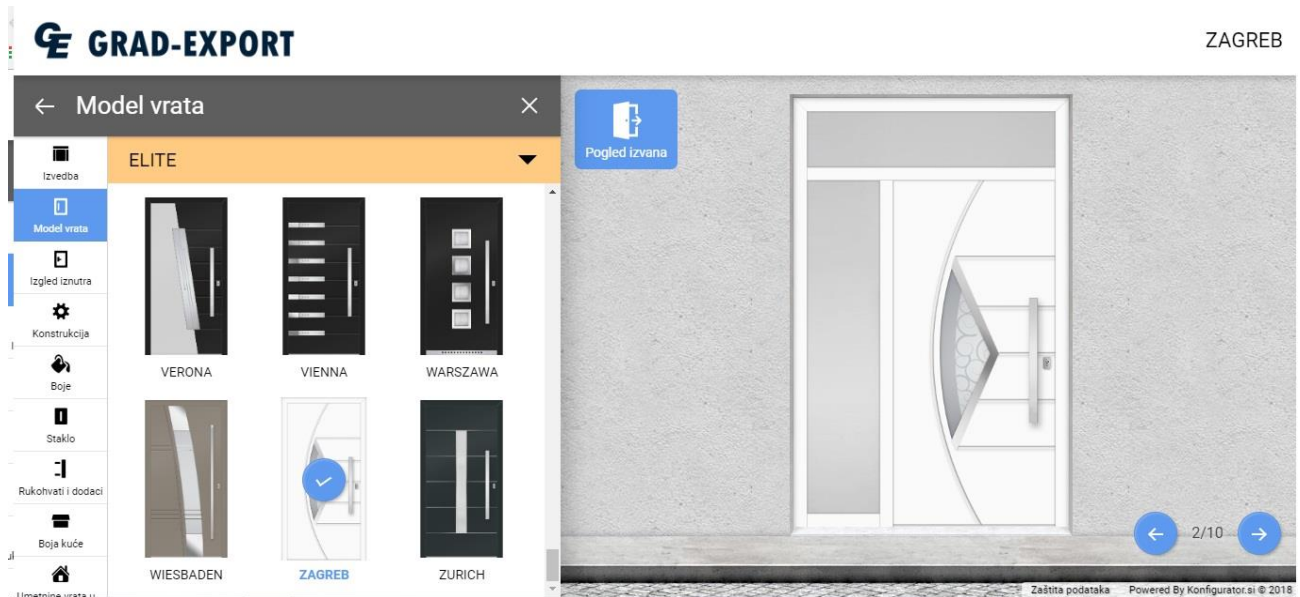 GE GRAD-EXPORT
ZAGREB
Model vrata
ELITE
Izvedba
Model vrata
Izgled iznutra
Konstrukcija
Boje
Staklo
Rukohvati i dodaci
Boja kuće
VERONA
VIENNA
WARSZAWA
WIESBADEN
ZAGREB
ZURICH
Pogled izvana
2/10
Zaštita podataka
Powered By Konfigurator.si © 2018